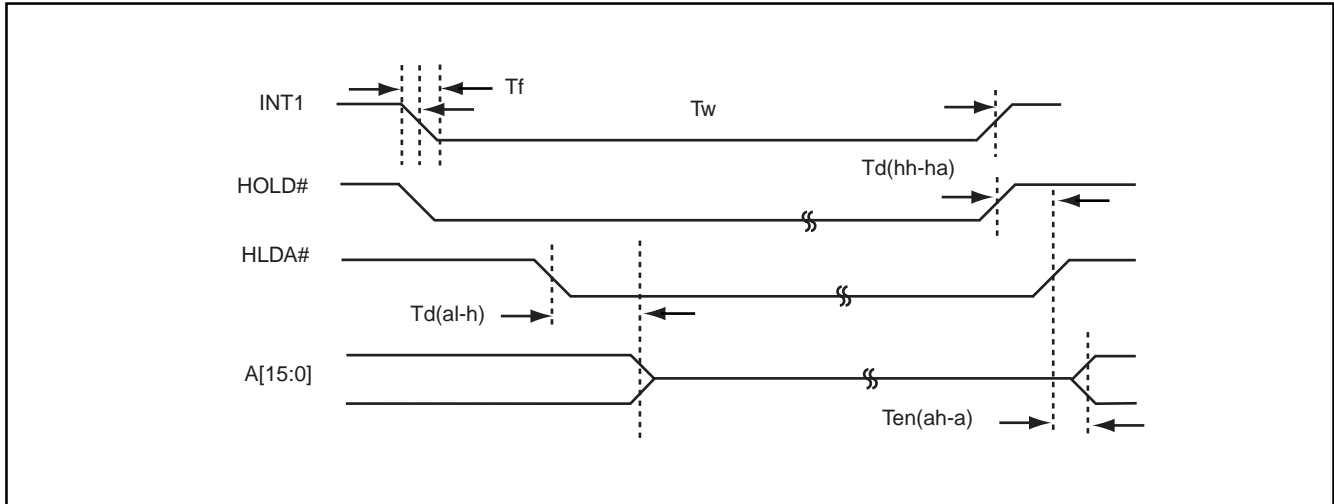 Tf
INT1
Tw
Td(hh-ha)
HOLD#
HLDA#
Td(al-h)
A[15:0]
Ten(ah-a)